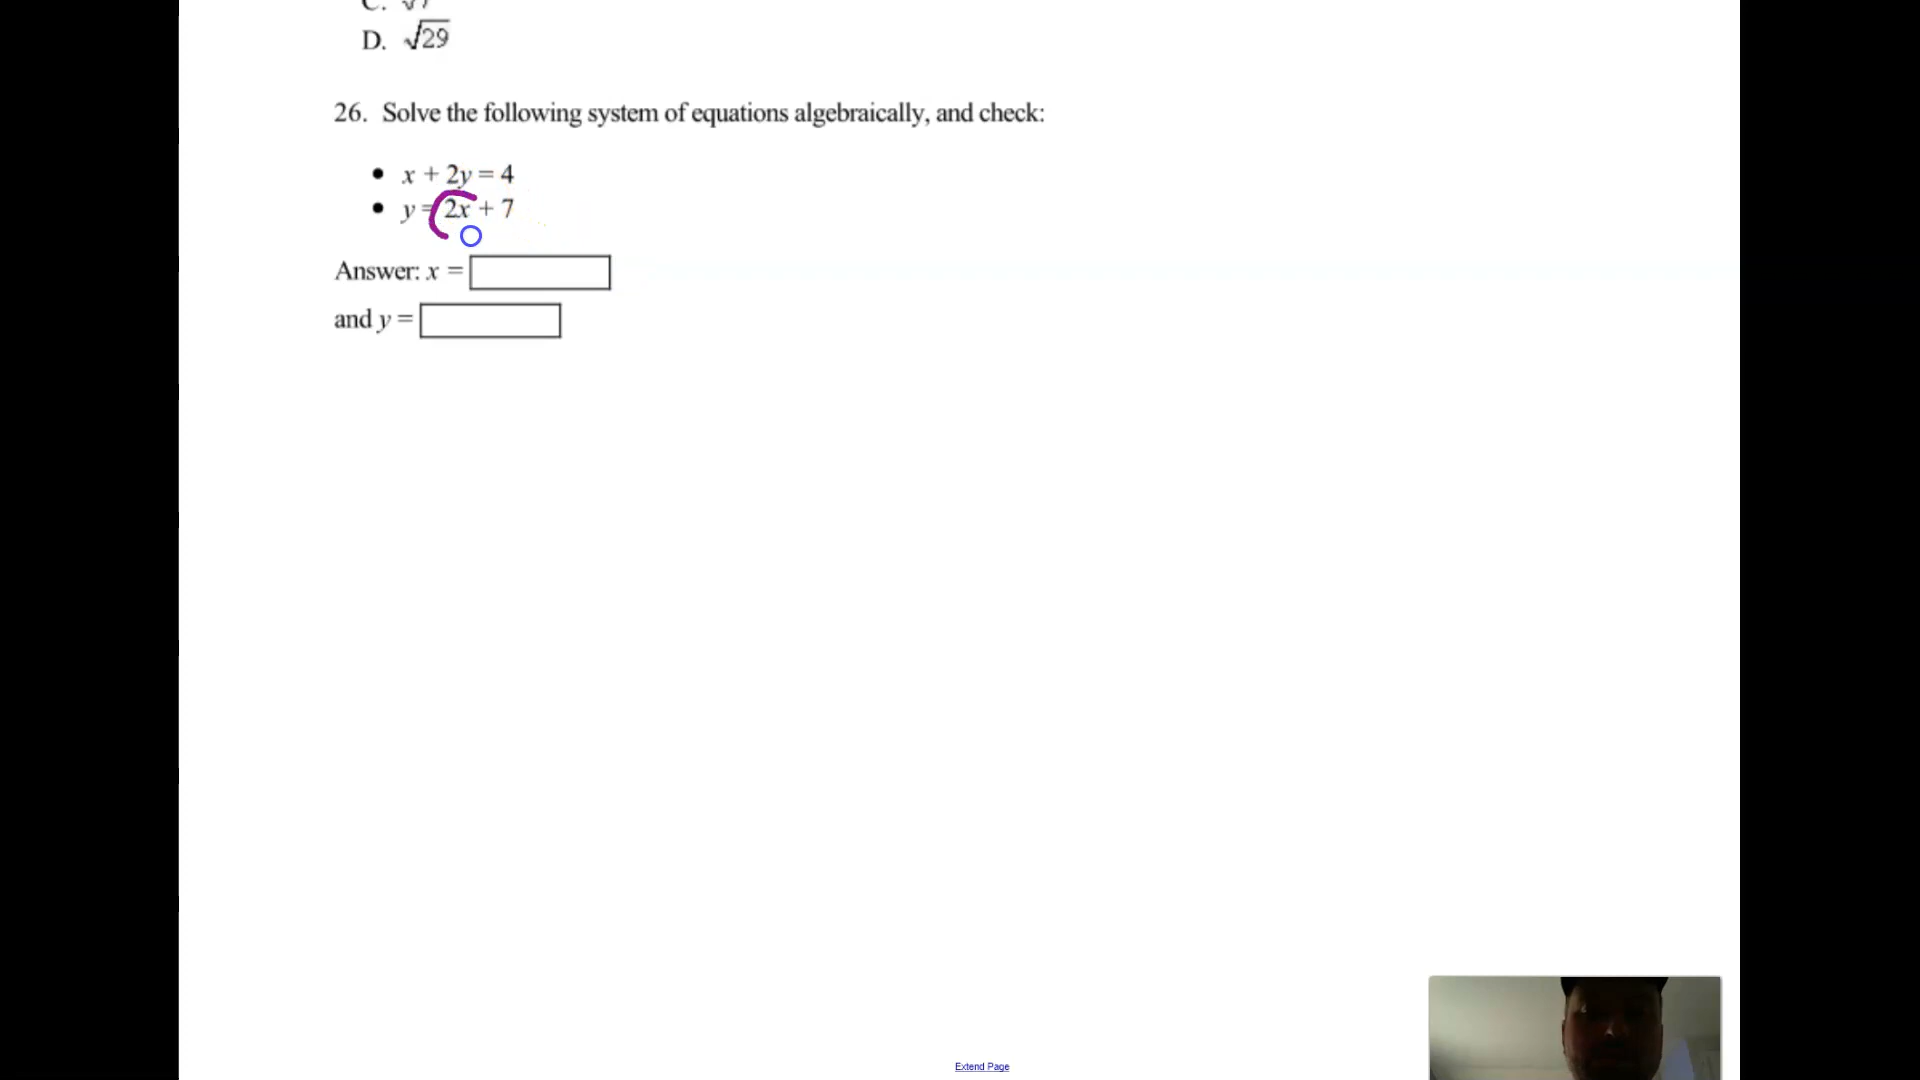 D. √29
26. Solve the following system of equations algebraically, and check:
• x + 2y = 4
• y = 2x + 7
Answer: x =
and y =
Extend Page